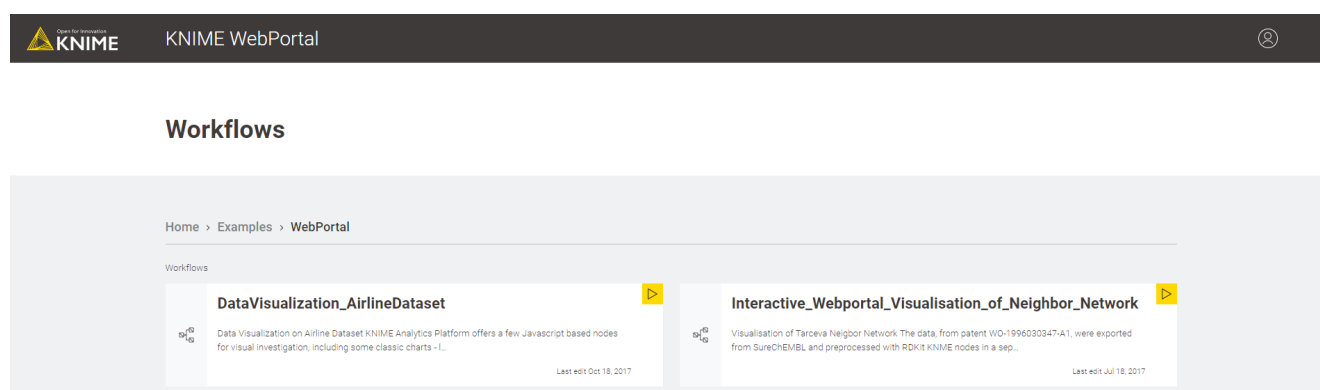 Open for Innovation
KNIME
KNIME WebPortal
Workflows
Home › Examples › WebPortal
Workflows
DataVisualization_AirlineDataset
Data Visualization on Airline Dataset KNIME Analytics Platform offers a few Javascript based nodes
for visual investigation, including some classic charts - l...
Last edit Oct 18, 2017
Interactive_Webportal_Visualisation_of_Neighbor_Network
Visualisation of Tarceva Neigbor Network The data, from patent WO-1996030347-A1, were exported
from SureChEMBL and preprocessed with RDKit KNME nodes in a sep...
Last edit Jul 18, 2017